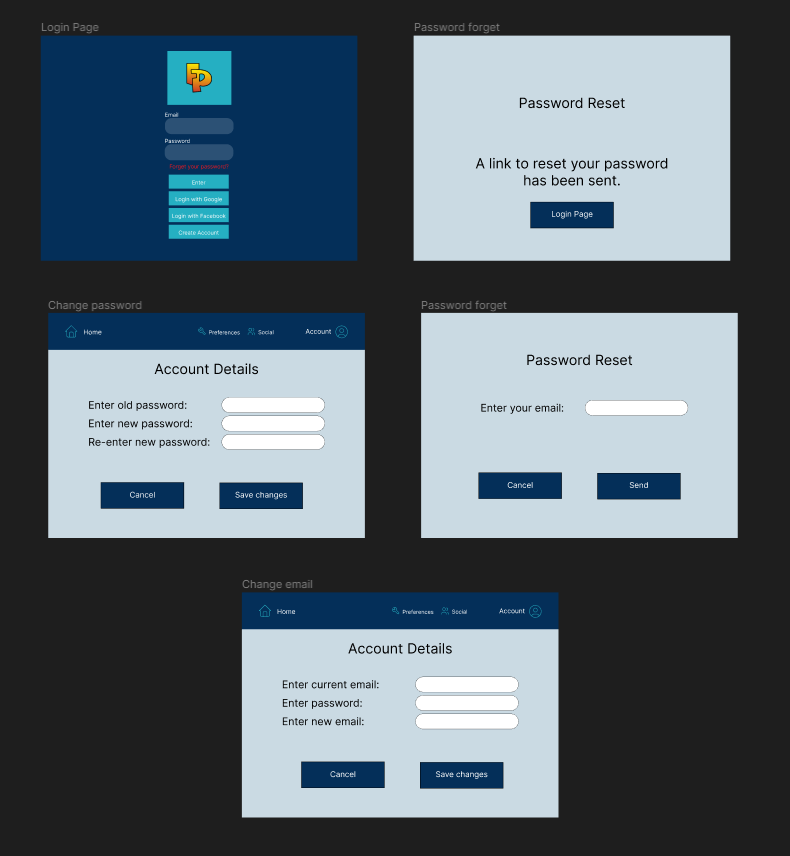 Login Page
FP
Email
Password
Forgot your password?
Enter
Login with Google
Login with Facebook
Create Account
Password forget
Password Reset
A link to reset your password
has been sent.
Login Page
Change password
Home
Preferences
Social
Account
Account Details
Enter old password:
Enter new password:
Re-enter new password:
Cancel
Save changes
Password forget
Password Reset
Enter your email:
Cancel
Send
Change email
Home
Preferences
Social
Account
Account Details
Enter current email:
Enter password:
Enter new email:
Cancel
Save changes